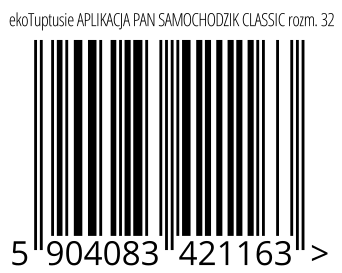 ekoTuptusie APLIKACJA PAN SAMOCHODZIK CLASSIC rozm. 32
5 904083 421163 >